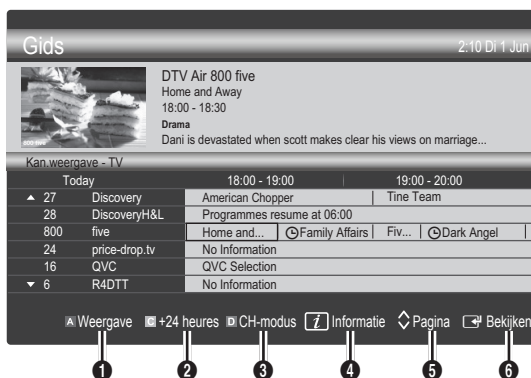 Gids 2:10 Di 1 Jun
DTV Air 800 five
Home and Away
18:00 - 18:30
Drama
Dani is devastated when scott makes clear his views on marriage...
800 five
Kan.weergave - TV
Today 18:00 - 19:00 19:00 - 20:00
▲ 27 Discovery American Chopper Tine Team
28 DiscoveryH&L Programmes resume at 06:00
800 five Home and... Family Affairs Fiv... Dark Angel
24 price-drop.tv No Information
16 QVC QVC Selection
▼ 6 R4DTT No Information
A Weergave C +24 heures D CH-modus i Informatie Pagina Bekijken
1 2 3 4 5 6